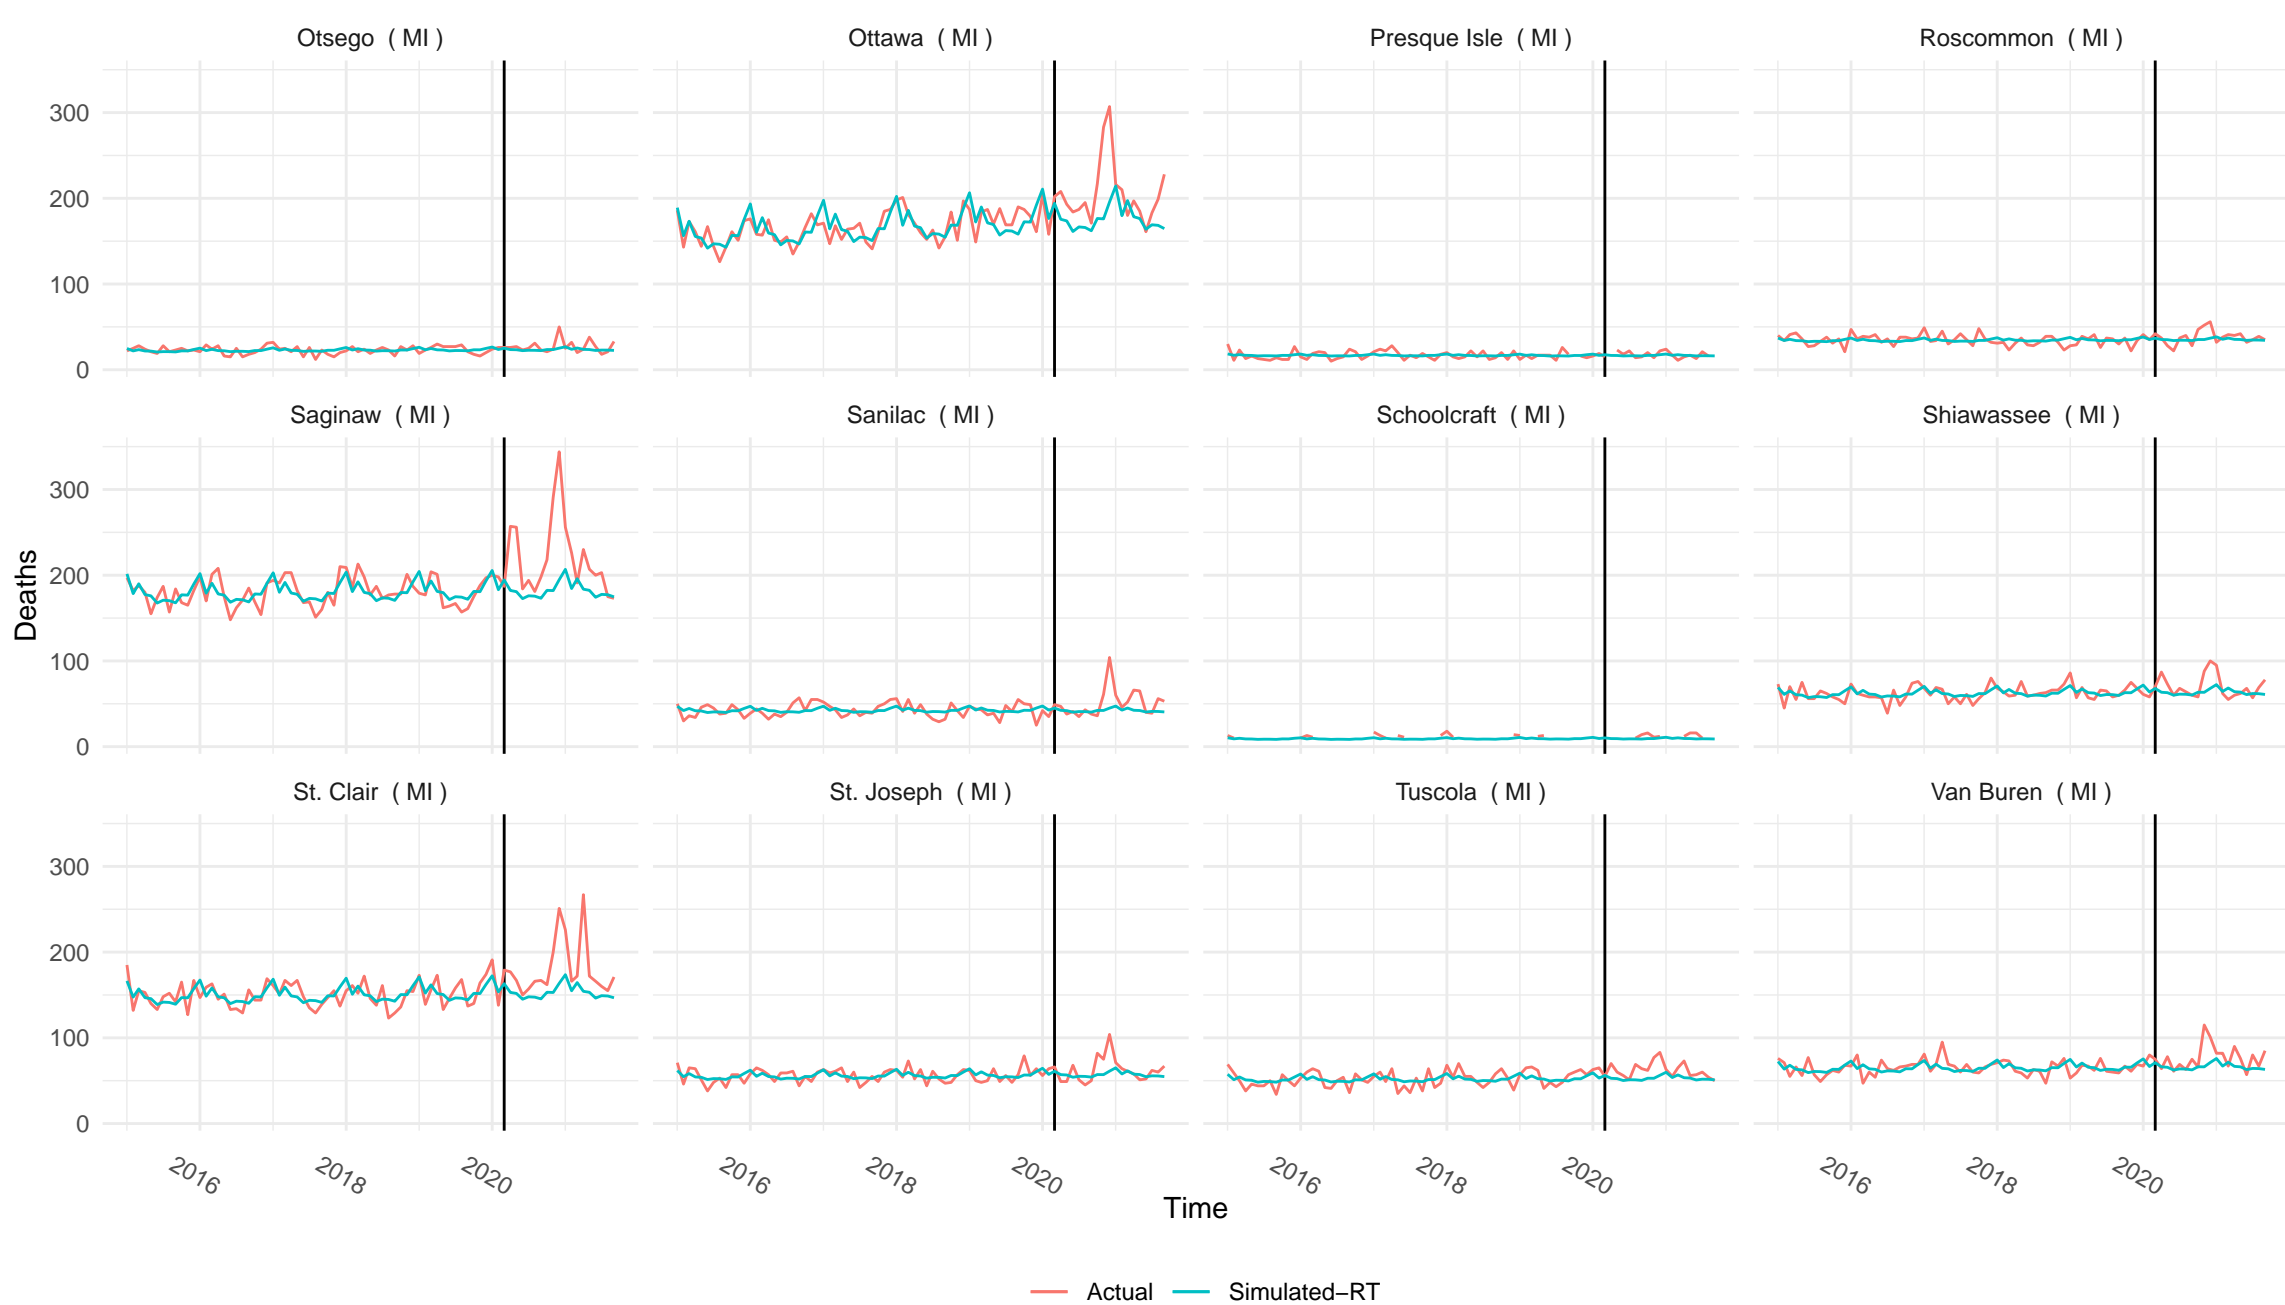 Otsego ( MI )
Ottawa ( MI )
Presque Isle ( MI )
Roscommon ( MI )
300
200
100
0
Saginaw ( MI )
Sanilac ( MI )
Schoolcraft ( MI )
Shiawassee ( MI )
300
200
100
0
Deaths
St. Clair ( MI )
St. Joseph ( MI )
Tuscola ( MI )
Van Buren ( MI )
300
200
100
0
2016 2018 2020
2016 2018 2020
2016 2018 2020
2016 2018 2020
Time
Actual Simulated−RT